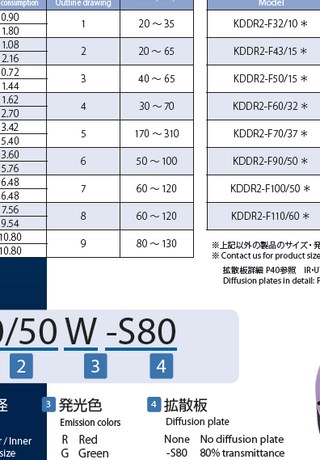 consumption Outline drawing
Model
0.90
1.80
1 20～35
1.08
2.16
2 20～65
0.72
1.44
3 40～65
1.62
2.70
4 30～70
3.42
5.40
5 170～310
3.60
5.76
6 50～100
6.48
6.48
7 60～120
7.56
9.54
8 60～120
10.80
10.80
9 80～130
KDDR2-F32/10＊
KDDR2-F43/15＊
KDDR2-F50/15＊
KDDR2-F60/32＊
KDDR2-F70/37＊
KDDR2-F90/50＊
KDDR2-F100/50＊
KDDR2-F110/60＊
※上記以外の製品のサイズ・発
※Contact us for product size
拡散板詳細 P40参照 IR・U
Diffusion plates in detail:
/50 W -S80
2 3 4
径
/ Inner
size
3 発光色
Emission colors
R Red
G Green
4 拡散板
Diffusion plate
None No diffusion plate
-S80 80% transmittance